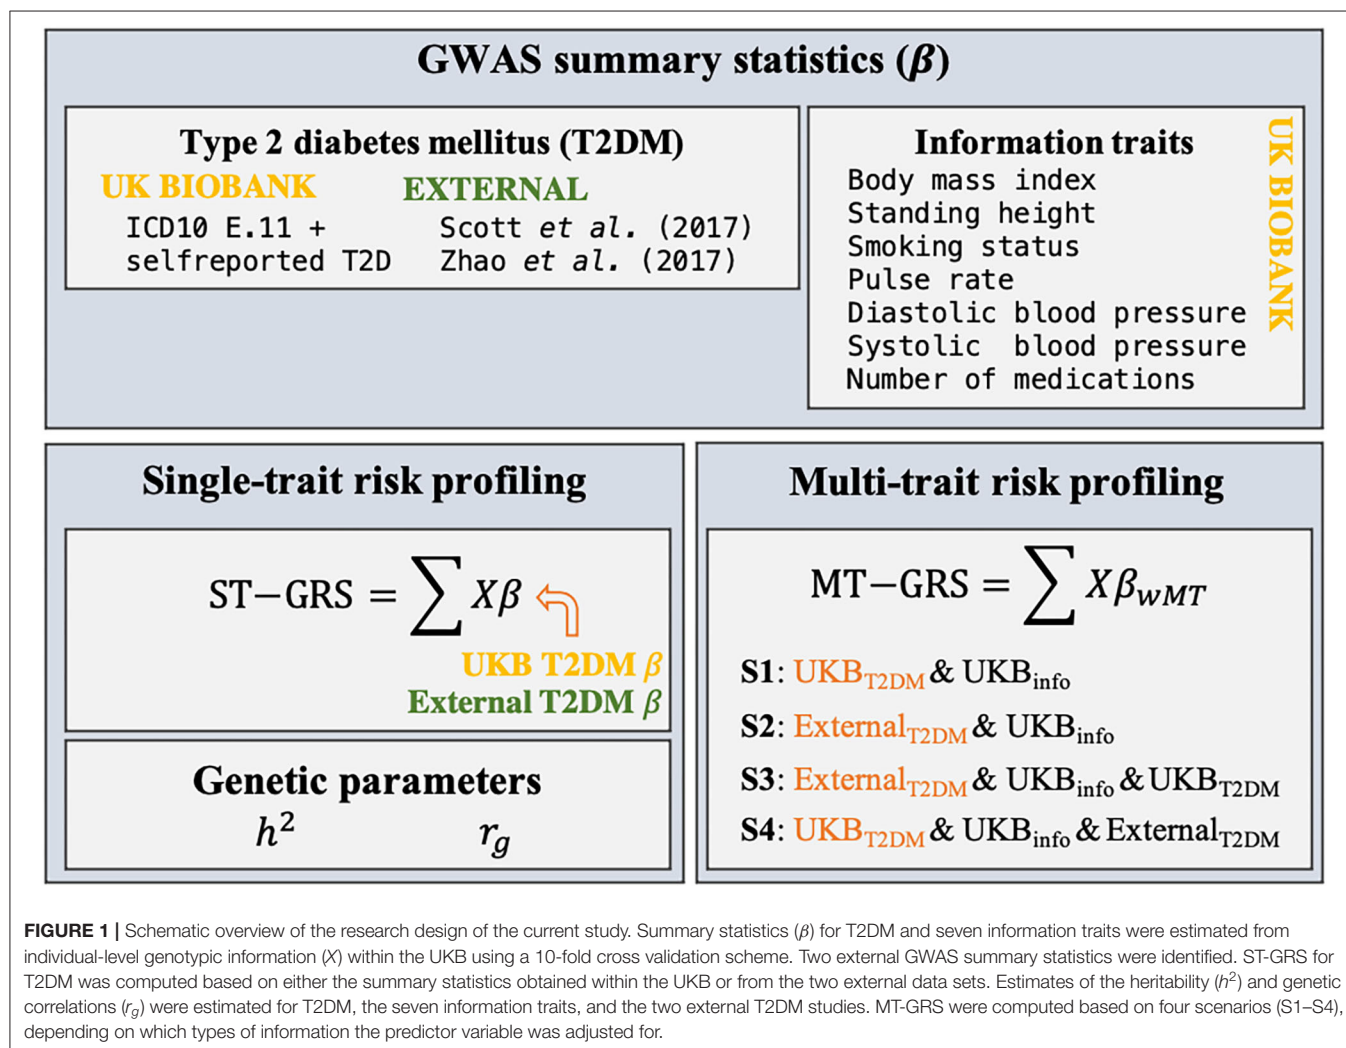 GWAS summary statistics (β)
Type 2 diabetes mellitus (T2DM)
UK BIOBANK
ICD10 E.11 +
selfreported T2D
EXTERNAL
Scott et al. (2017)
Zhao et al. (2017)
Information traits
Body mass index
Standing height
Smoking status
Pulse rate
Diastolic blood pressure
Systolic blood pressure
Number of medications
UK BIOBANK
Single-trait risk profiling
ST−GRS = ∑ Xβ
UKB T2DM β
External T2DM β
Genetic parameters
h² r_g
Multi-trait risk profiling
MT−GRS = ∑ Xβ_wMT
S1: UKB_T2DM & UKB_info
S2: External_T2DM & UKB_info
S3: External_T2DM & UKB_info & UKB_T2DM
S4: UKB_T2DM & UKB_info & External_T2DM
FIGURE 1 | Schematic overview of the research design of the current study. Summary statistics (β) for T2DM and seven information traits were estimated from
individual-level genotypic information (X) within the UKB using a 10-fold cross validation scheme. Two external GWAS summary statistics were identified. ST-GRS for
T2DM was computed based on either the summary statistics obtained within the UKB or from the two external data sets. Estimates of the heritability (h²) and genetic
correlations (r_g) were estimated for T2DM, the seven information traits, and the two external T2DM studies. MT-GRS were computed based on four scenarios (S1–S4),
depending on which types of information the predictor variable was adjusted for.